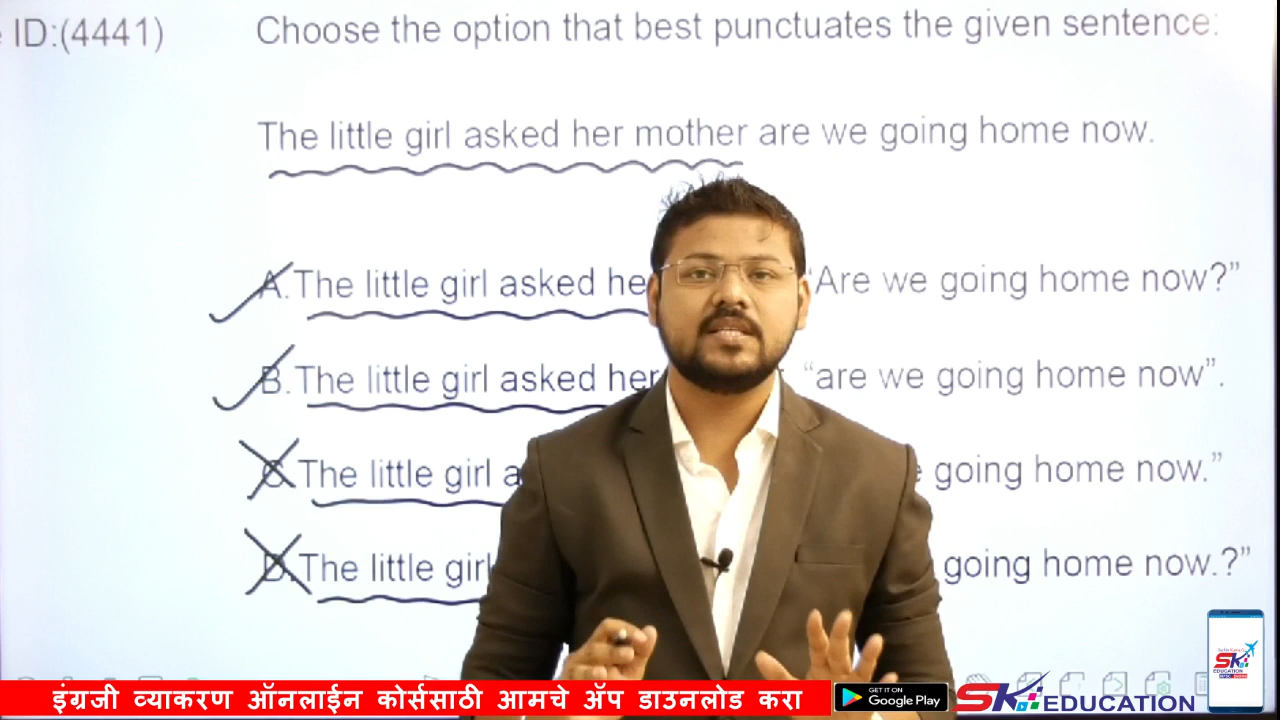 ID:(4441) Choose the option that best punctuates the given sentence:
The little girl asked her mother are we going home now.
A. The little girl asked he “Are we going home now?”
B. The little girl asked her “are we going home now”.
C. The little girl a going home now.”
D. The little girl going home now.?”
इंग्रजी व्याकरण ऑनलाईन कोर्ससाठी आमचे ॲप डाउनलोड करा
GET IT ON
Google Play
SK EDUCATION
SK
EDUCATION